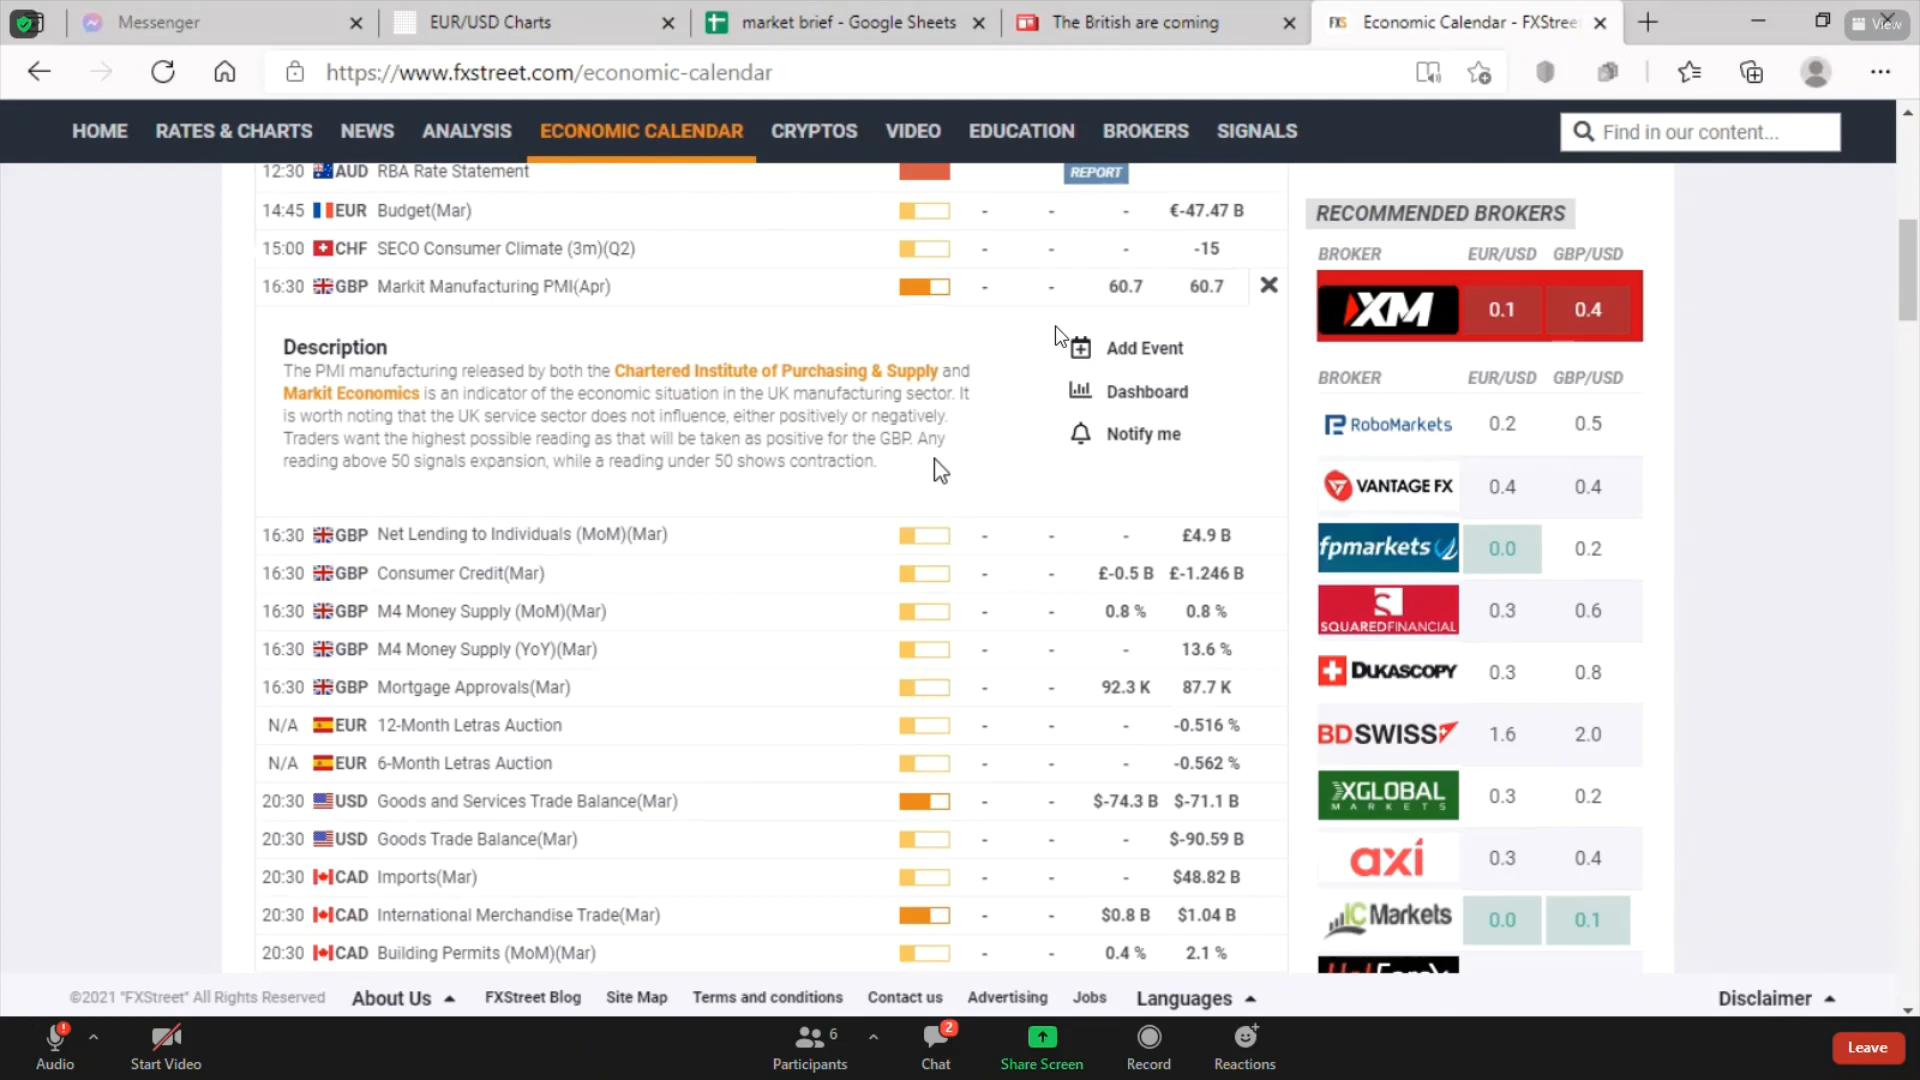 Messenger
EUR/USD Charts
market brief - Google Sheets
The British are coming
FXS Economic Calendar - FXStree
View
https://www.fxstreet.com/economic-calendar
HOME RATES & CHARTS NEWS ANALYSIS ECONOMIC CALENDAR CRYPTOS VIDEO EDUCATION BROKERS SIGNALS
Find in our content...
12:30 AUD RBA Rate Statement REPORT
14:45 EUR Budget(Mar) - - - €-47.47 B
15:00 CHF SECO Consumer Climate (3m)(Q2) - - - -15
16:30 GBP Markit Manufacturing PMI(Apr) - - 60.7 60.7
Description
The PMI manufacturing released by both the Chartered Institute of Purchasing & Supply and
Markit Economics is an indicator of the economic situation in the UK manufacturing sector. It
is worth noting that the UK service sector does not influence, either positively or negatively.
Traders want the highest possible reading as that will be taken as positive for the GBP. Any
reading above 50 signals expansion, while a reading under 50 shows contraction.
Add Event
Dashboard
Notify me
16:30 GBP Net Lending to Individuals (MoM)(Mar) - - - £4.9 B
16:30 GBP Consumer Credit(Mar) - - £-0.5 B £-1.246 B
16:30 GBP M4 Money Supply (MoM)(Mar) - - 0.8 % 0.8 %
16:30 GBP M4 Money Supply (YoY)(Mar) - - - 13.6 %
16:30 GBP Mortgage Approvals(Mar) - - 92.3 K 87.7 K
N/A EUR 12-Month Letras Auction - - - -0.516 %
N/A EUR 6-Month Letras Auction - - - -0.562 %
20:30 USD Goods and Services Trade Balance(Mar) - - $-74.3 B $-71.1 B
20:30 USD Goods Trade Balance(Mar) - - - $-90.59 B
20:30 CAD Imports(Mar) - - - $48.82 B
20:30 CAD International Merchandise Trade(Mar) - - $0.8 B $1.04 B
20:30 CAD Building Permits (MoM)(Mar) - - 0.4 % 2.1 %
RECOMMENDED BROKERS
BROKER EUR/USD GBP/USD
XM 0.1 0.4
BROKER EUR/USD GBP/USD
RoboMarkets 0.2 0.5
VANTAGE FX 0.4 0.4
fpmarkets 0.0 0.2
SQUAREDFINANCIAL 0.3 0.6
DUKASCOPY 0.3 0.8
BDSWISS 1.6 2.0
XGLOBAL MARKETS 0.3 0.2
axi 0.3 0.4
IC Markets 0.0 0.1
©2021 "FXStreet" All Rights Reserved About Us FXStreet Blog Site Map Terms and conditions Contact us Advertising Jobs Languages Disclaimer
Audio
Start Video
6
Participants
2
Chat
Share Screen
Record
Reactions
Leave